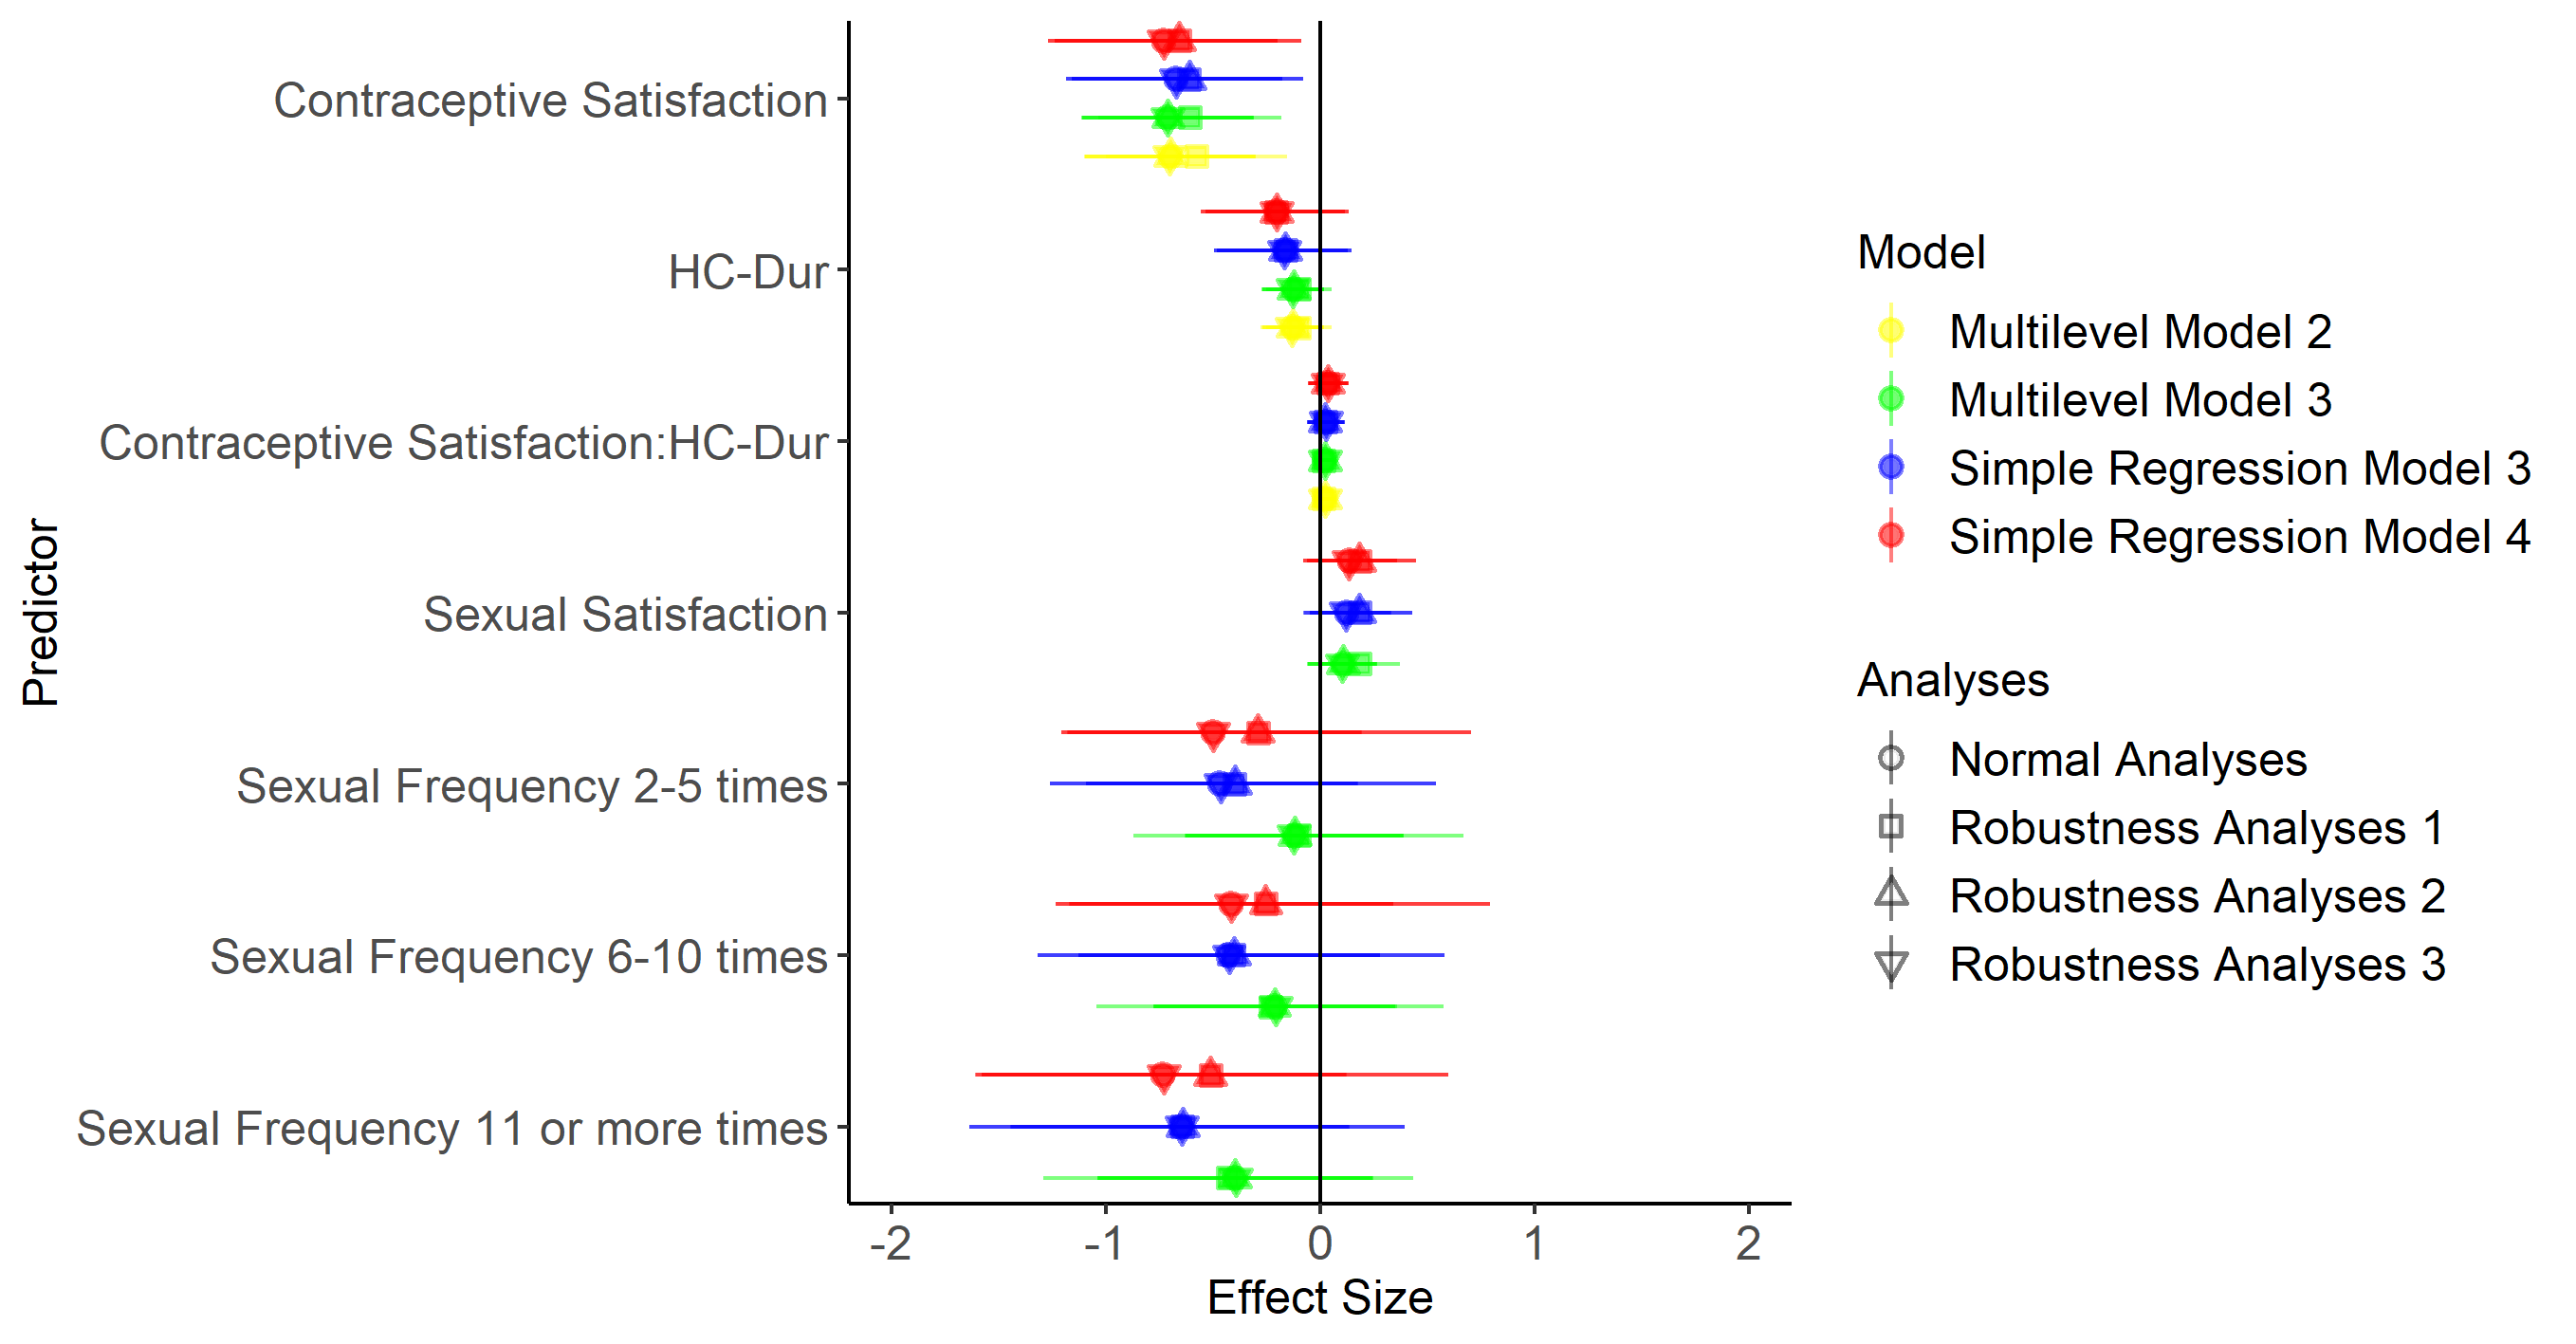 Contraceptive Satisfaction
HC-Dur
Contraceptive Satisfaction:HC-Dur
Sexual Satisfaction
Sexual Frequency 2-5 times
Sexual Frequency 6-10 times
Sexual Frequency 11 or more times
Predictor
-2 -1 0 1 2
Effect Size
Model
Multilevel Model 2
Multilevel Model 3
Simple Regression Model 3
Simple Regression Model 4
Analyses
Normal Analyses
Robustness Analyses 1
Robustness Analyses 2
Robustness Analyses 3